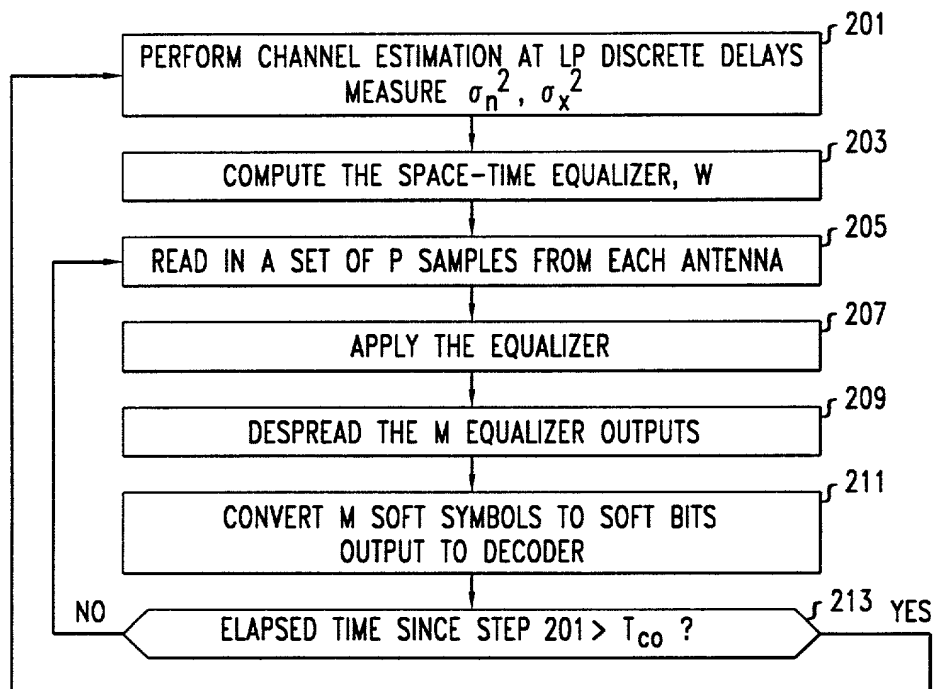 201
PERFORM CHANNEL ESTIMATION AT LP DISCRETE DELAYS
MEASURE σn², σx²
203
COMPUTE THE SPACE-TIME EQUALIZER, W
205
READ IN A SET OF P SAMPLES FROM EACH ANTENNA
207
APPLY THE EQUALIZER
209
DESPREAD THE M EQUALIZER OUTPUTS
211
CONVERT M SOFT SYMBOLS TO SOFT BITS
OUTPUT TO DECODER
213
NO
ELAPSED TIME SINCE STEP 201 > Tco ?
YES